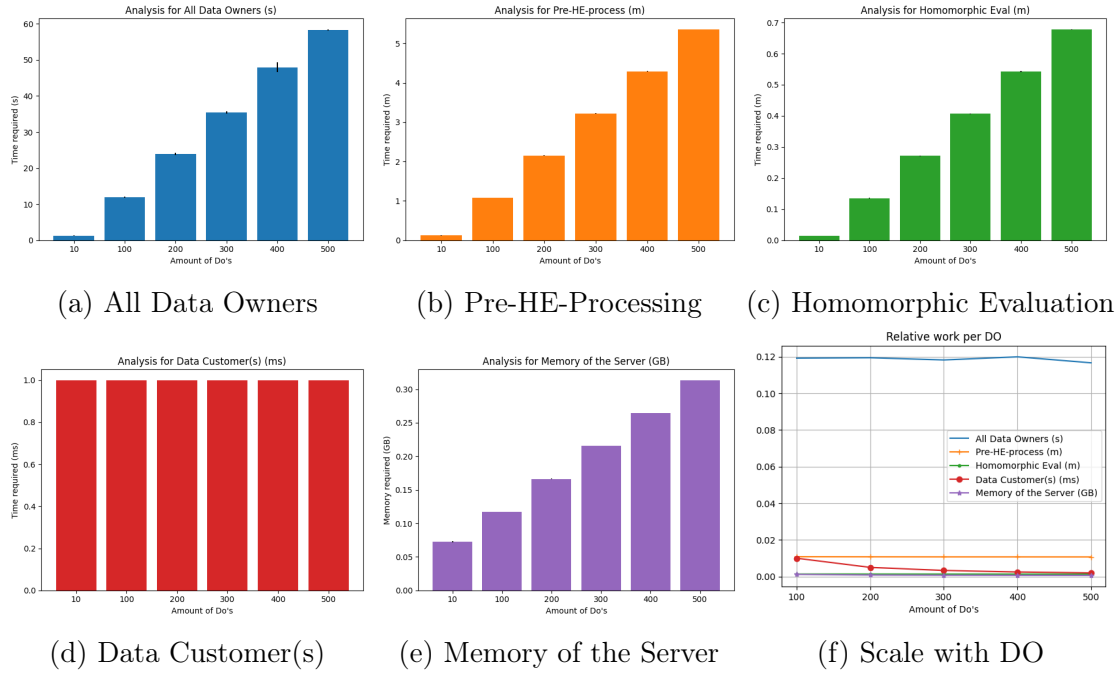 Analysis for All Data Owners (s)
Time required (s)
60
50
40
30
20
10
0
10 100 200 300 400 500
Amount of Do's
(a) All Data Owners
Analysis for Pre-HE-process (m)
Time required (m)
5
4
3
2
1
0
10 100 200 300 400 500
Amount of Do's
(b) Pre-HE-Processing
Analysis for Homomorphic Eval (m)
Time required (m)
0.7
0.6
0.5
0.4
0.3
0.2
0.1
0.0
10 100 200 300 400 500
Amount of Do's
(c) Homomorphic Evaluation
Analysis for Data Customer(s) (ms)
Time required (ms)
1.0
0.8
0.6
0.4
0.2
0.0
10 100 200 300 400 500
Amount of Do's
(d) Data Customer(s)
Analysis for Memory of the Server (GB)
Memory required (GB)
0.30
0.25
0.20
0.15
0.10
0.05
0.00
10 100 200 300 400 500
Amount of Do's
(e) Memory of the Server
Relative work per DO
0.12
0.10
0.08
0.06
0.04
0.02
0.00
All Data Owners (s)
Pre-HE-process (m)
Homomorphic Eval (m)
Data Customer(s) (ms)
Memory of the Server (GB)
100 200 300 400 500
Amount of Do's
(f) Scale with DO